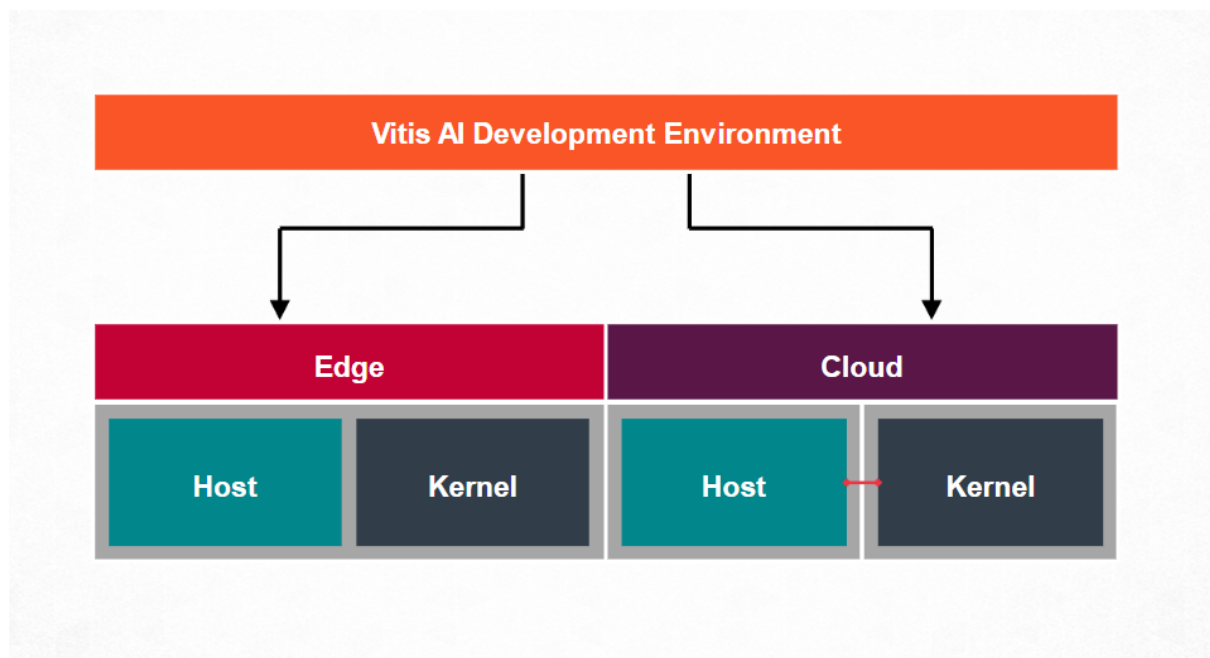 Vitis AI Development Environment
Edge
Cloud
Host
Kernel
Host
Kernel